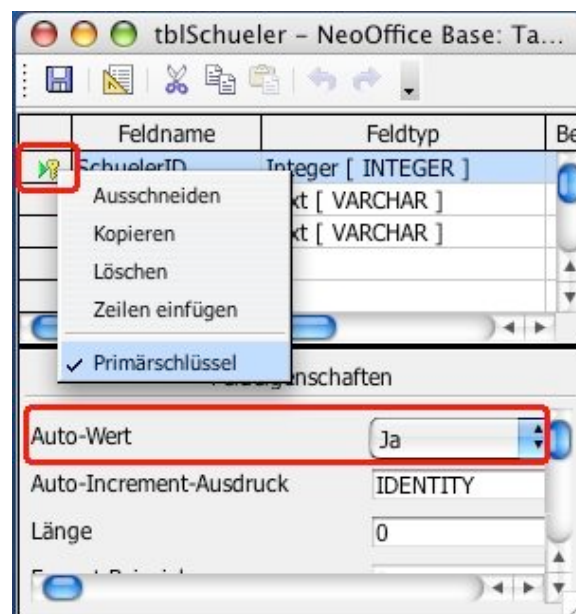 tblSchueler – NeoOffice Base: Ta...
Feldname Feldtyp Be
SchuelerID Integer [ INTEGER ]
Ausschneiden xt [ VARCHAR ]
Kopieren xt [ VARCHAR ]
Löschen
Zeilen einfügen
✓ Primärschlüssel
genschaften
Auto-Wert Ja
Auto-Increment-Ausdruck IDENTITY
Länge 0